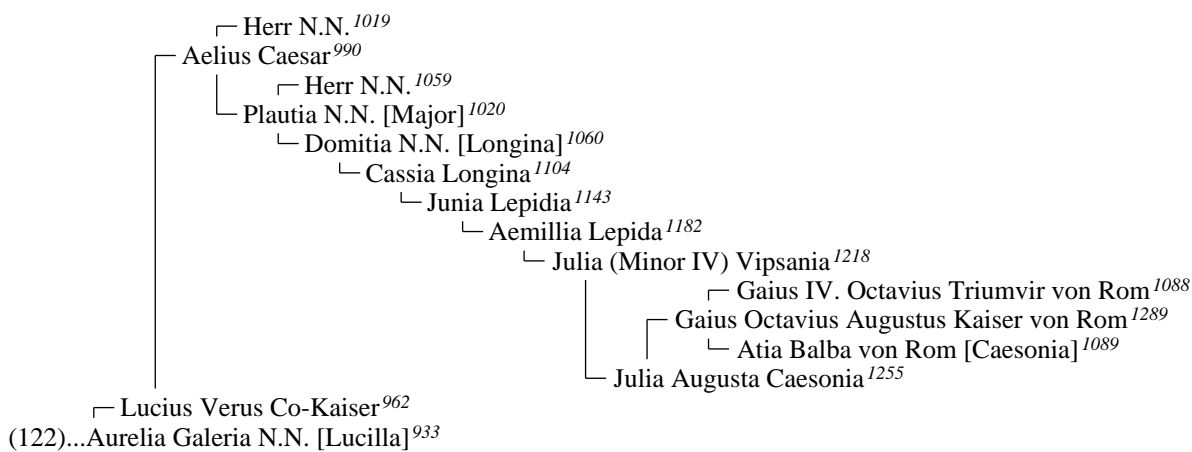 Herr N.N.1019
Aelius Caesar990
Herr N.N.1059
Plautia N.N. [Major]1020
Domitia N.N. [Longina]1060
Cassia Longina1104
Junia Lepidia1143
Aemillia Lepida1182
Julia (Minor IV) Vipsania1218
Gaius IV. Octavius Triumvir von Rom1088
Gaius Octavius Augustus Kaiser von Rom1289
Atia Balba von Rom [Caesonia]1089
Julia Augusta Caesonia1255
Lucius Verus Co-Kaiser962
(122)...Aurelia Galeria N.N. [Lucilla]933